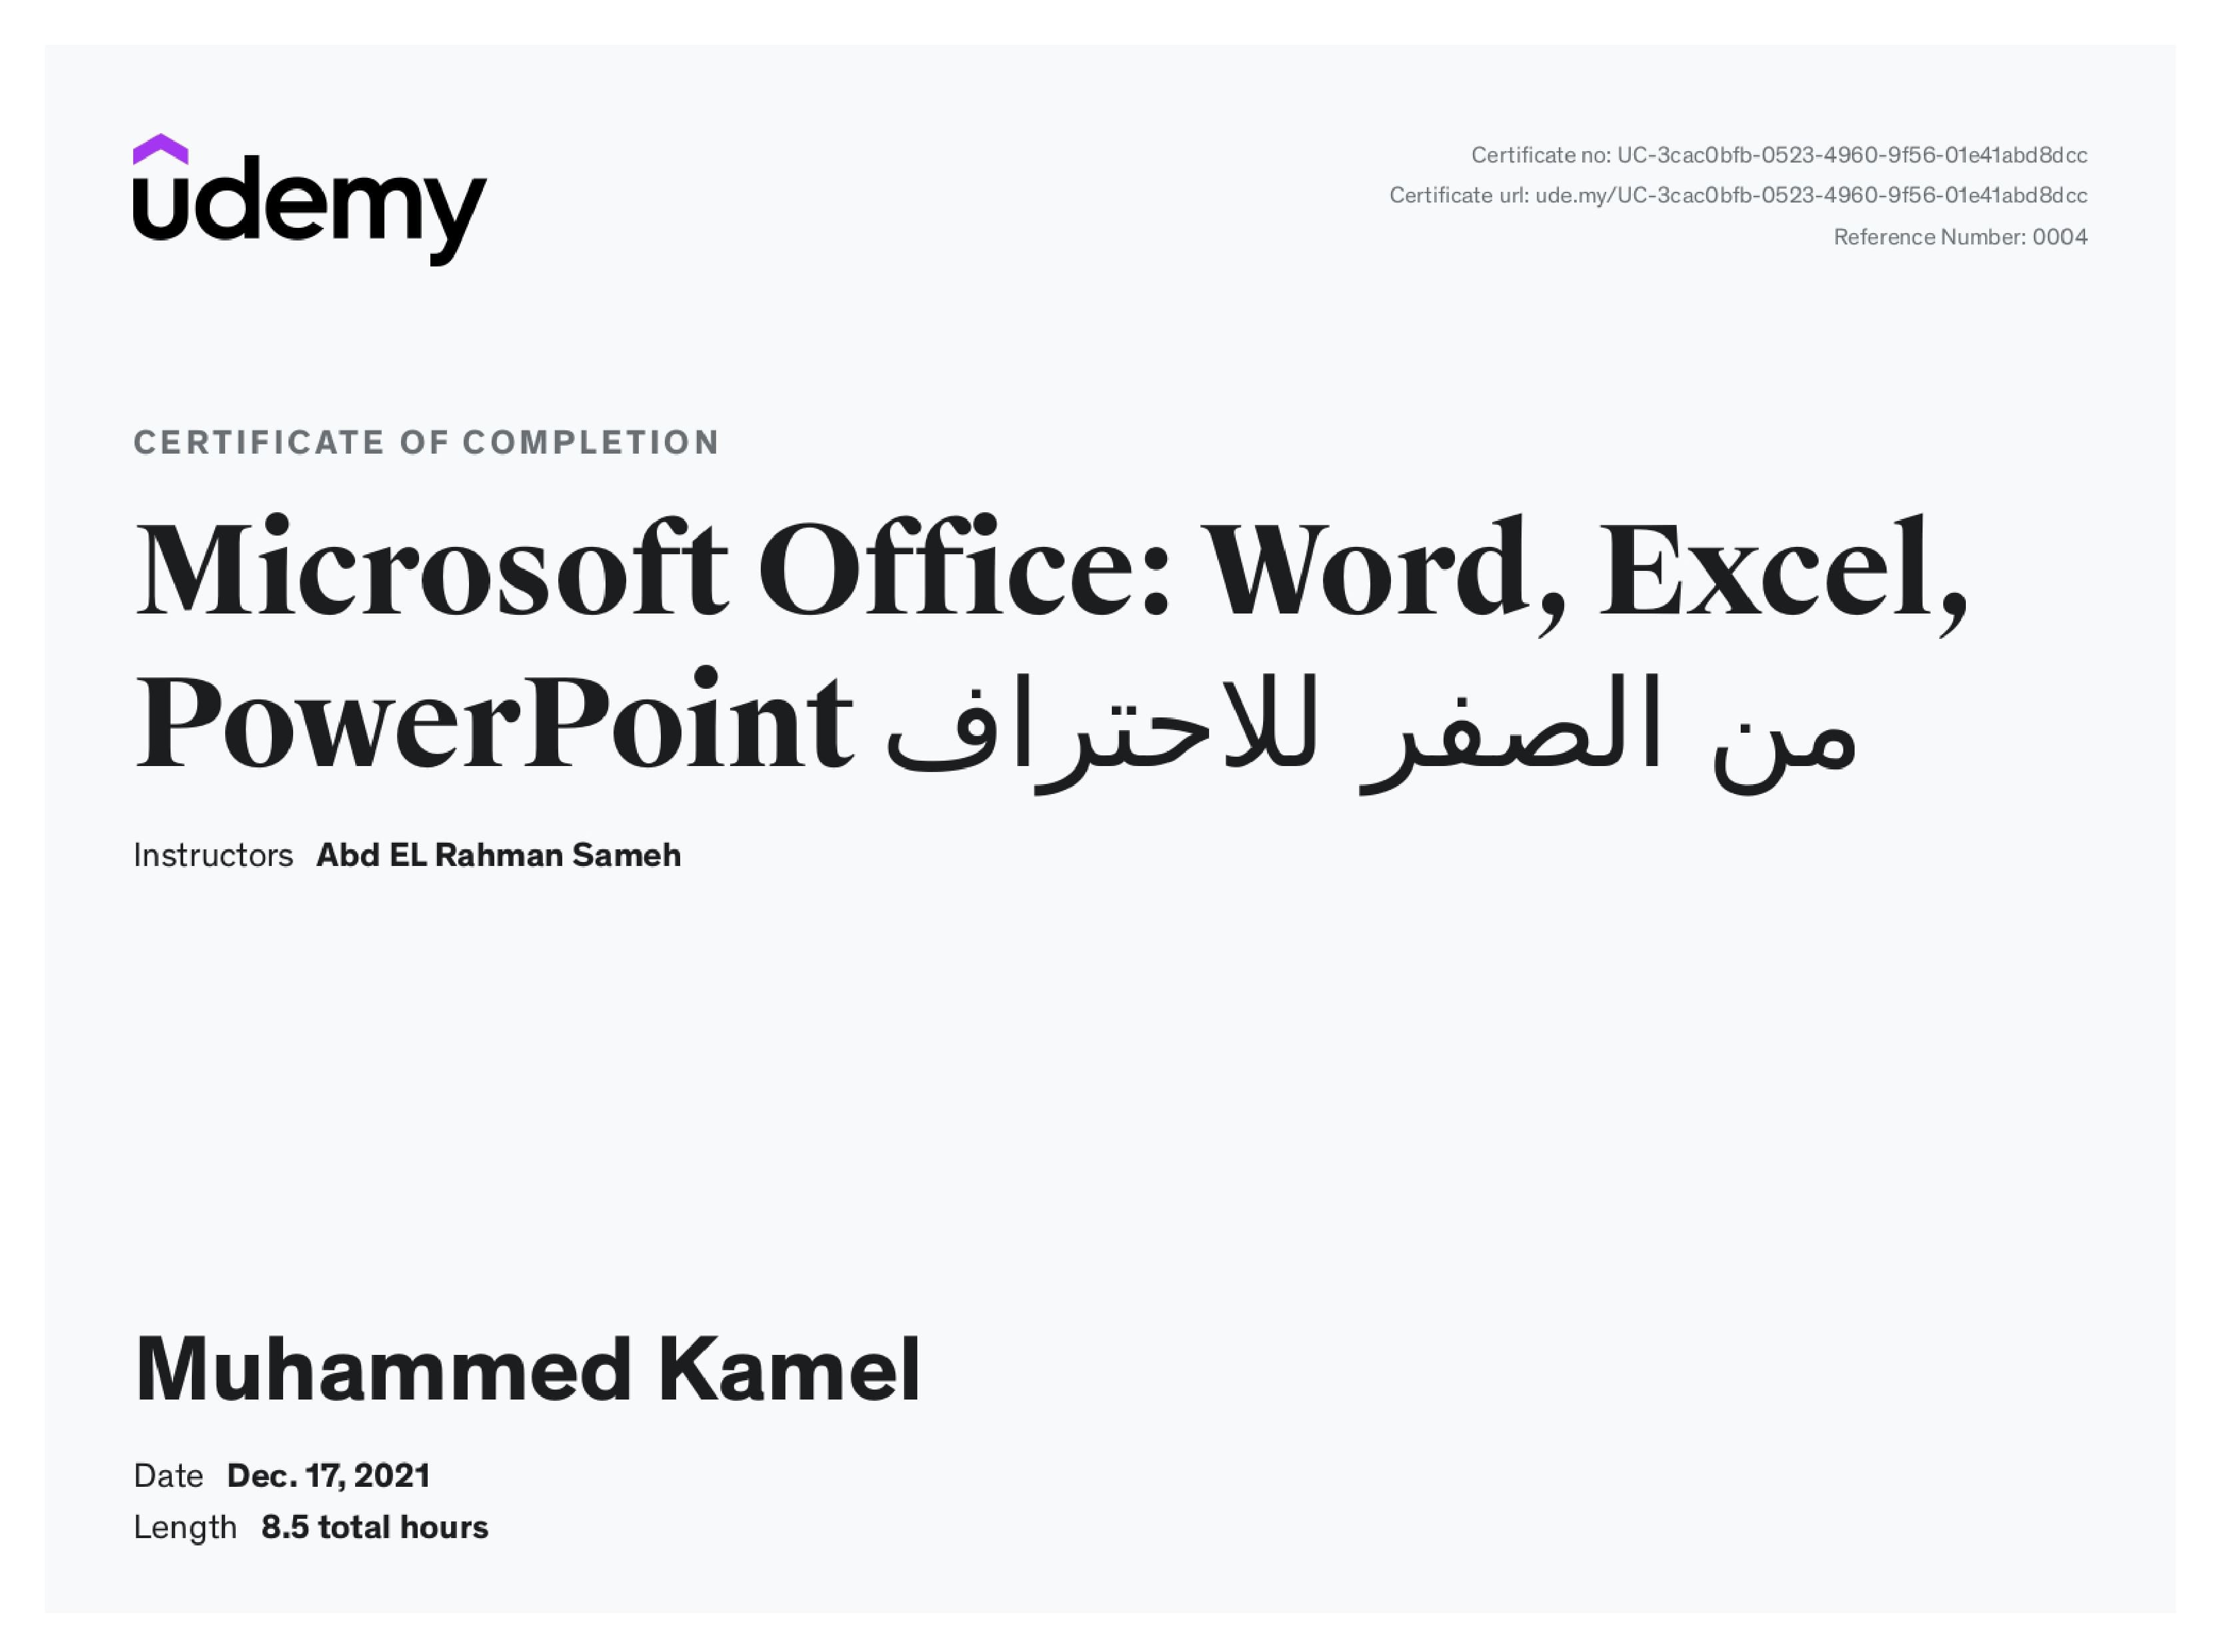 udemy
Certificate no: UC-3cac0bfb-0523-4960-9f56-01e41abd8dcc
Certificate url: ude.my/UC-3cac0bfb-0523-4960-9f56-01e41abd8dcc
Reference Number: 0004
CERTIFICATE OF COMPLETION
Microsoft Office: Word, Excel,
PowerPoint من الصفر للاحتراف
Instructors Abd EL Rahman Sameh
Muhammed Kamel
Date Dec. 17, 2021
Length 8.5 total hours